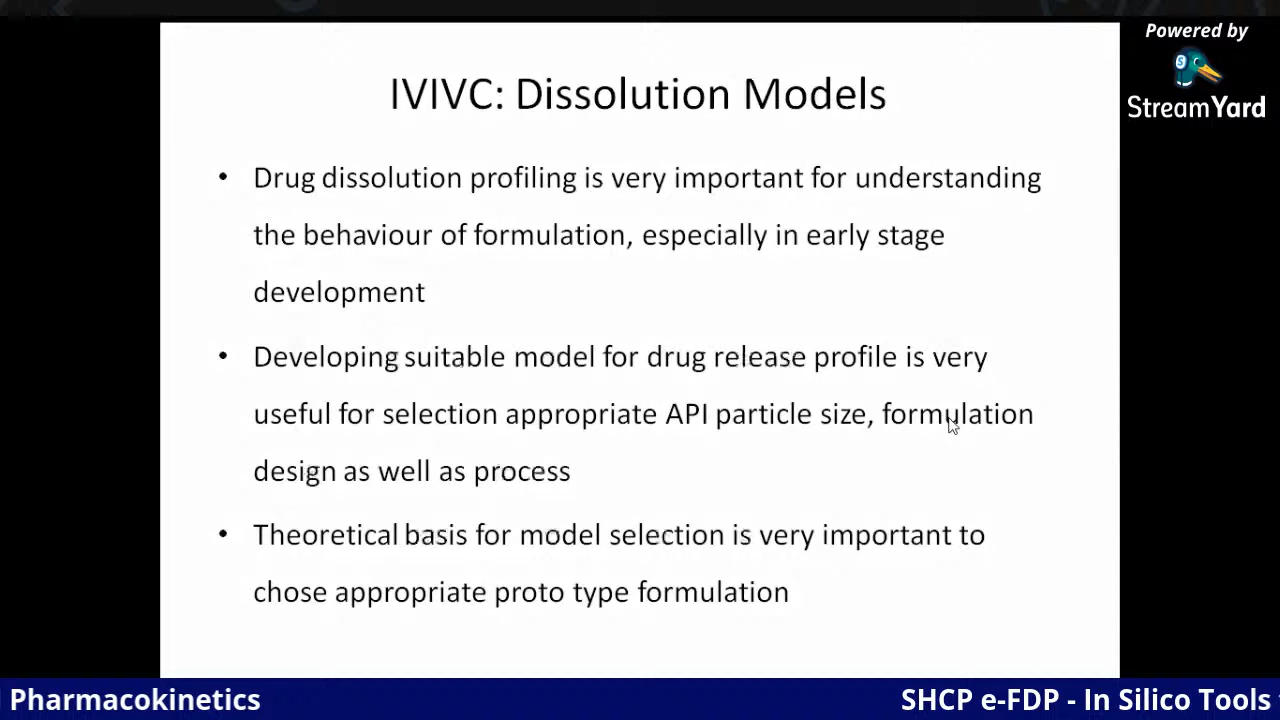 Powered by
StreamYard
IVIVC: Dissolution Models
• Drug dissolution profiling is very important for understanding
the behaviour of formulation, especially in early stage
development
• Developing suitable model for drug release profile is very
useful for selection appropriate API particle size, formulation
design as well as process
• Theoretical basis for model selection is very important to
chose appropriate proto type formulation
Pharmacokinetics
SHCP e-FDP - In Silico Tools